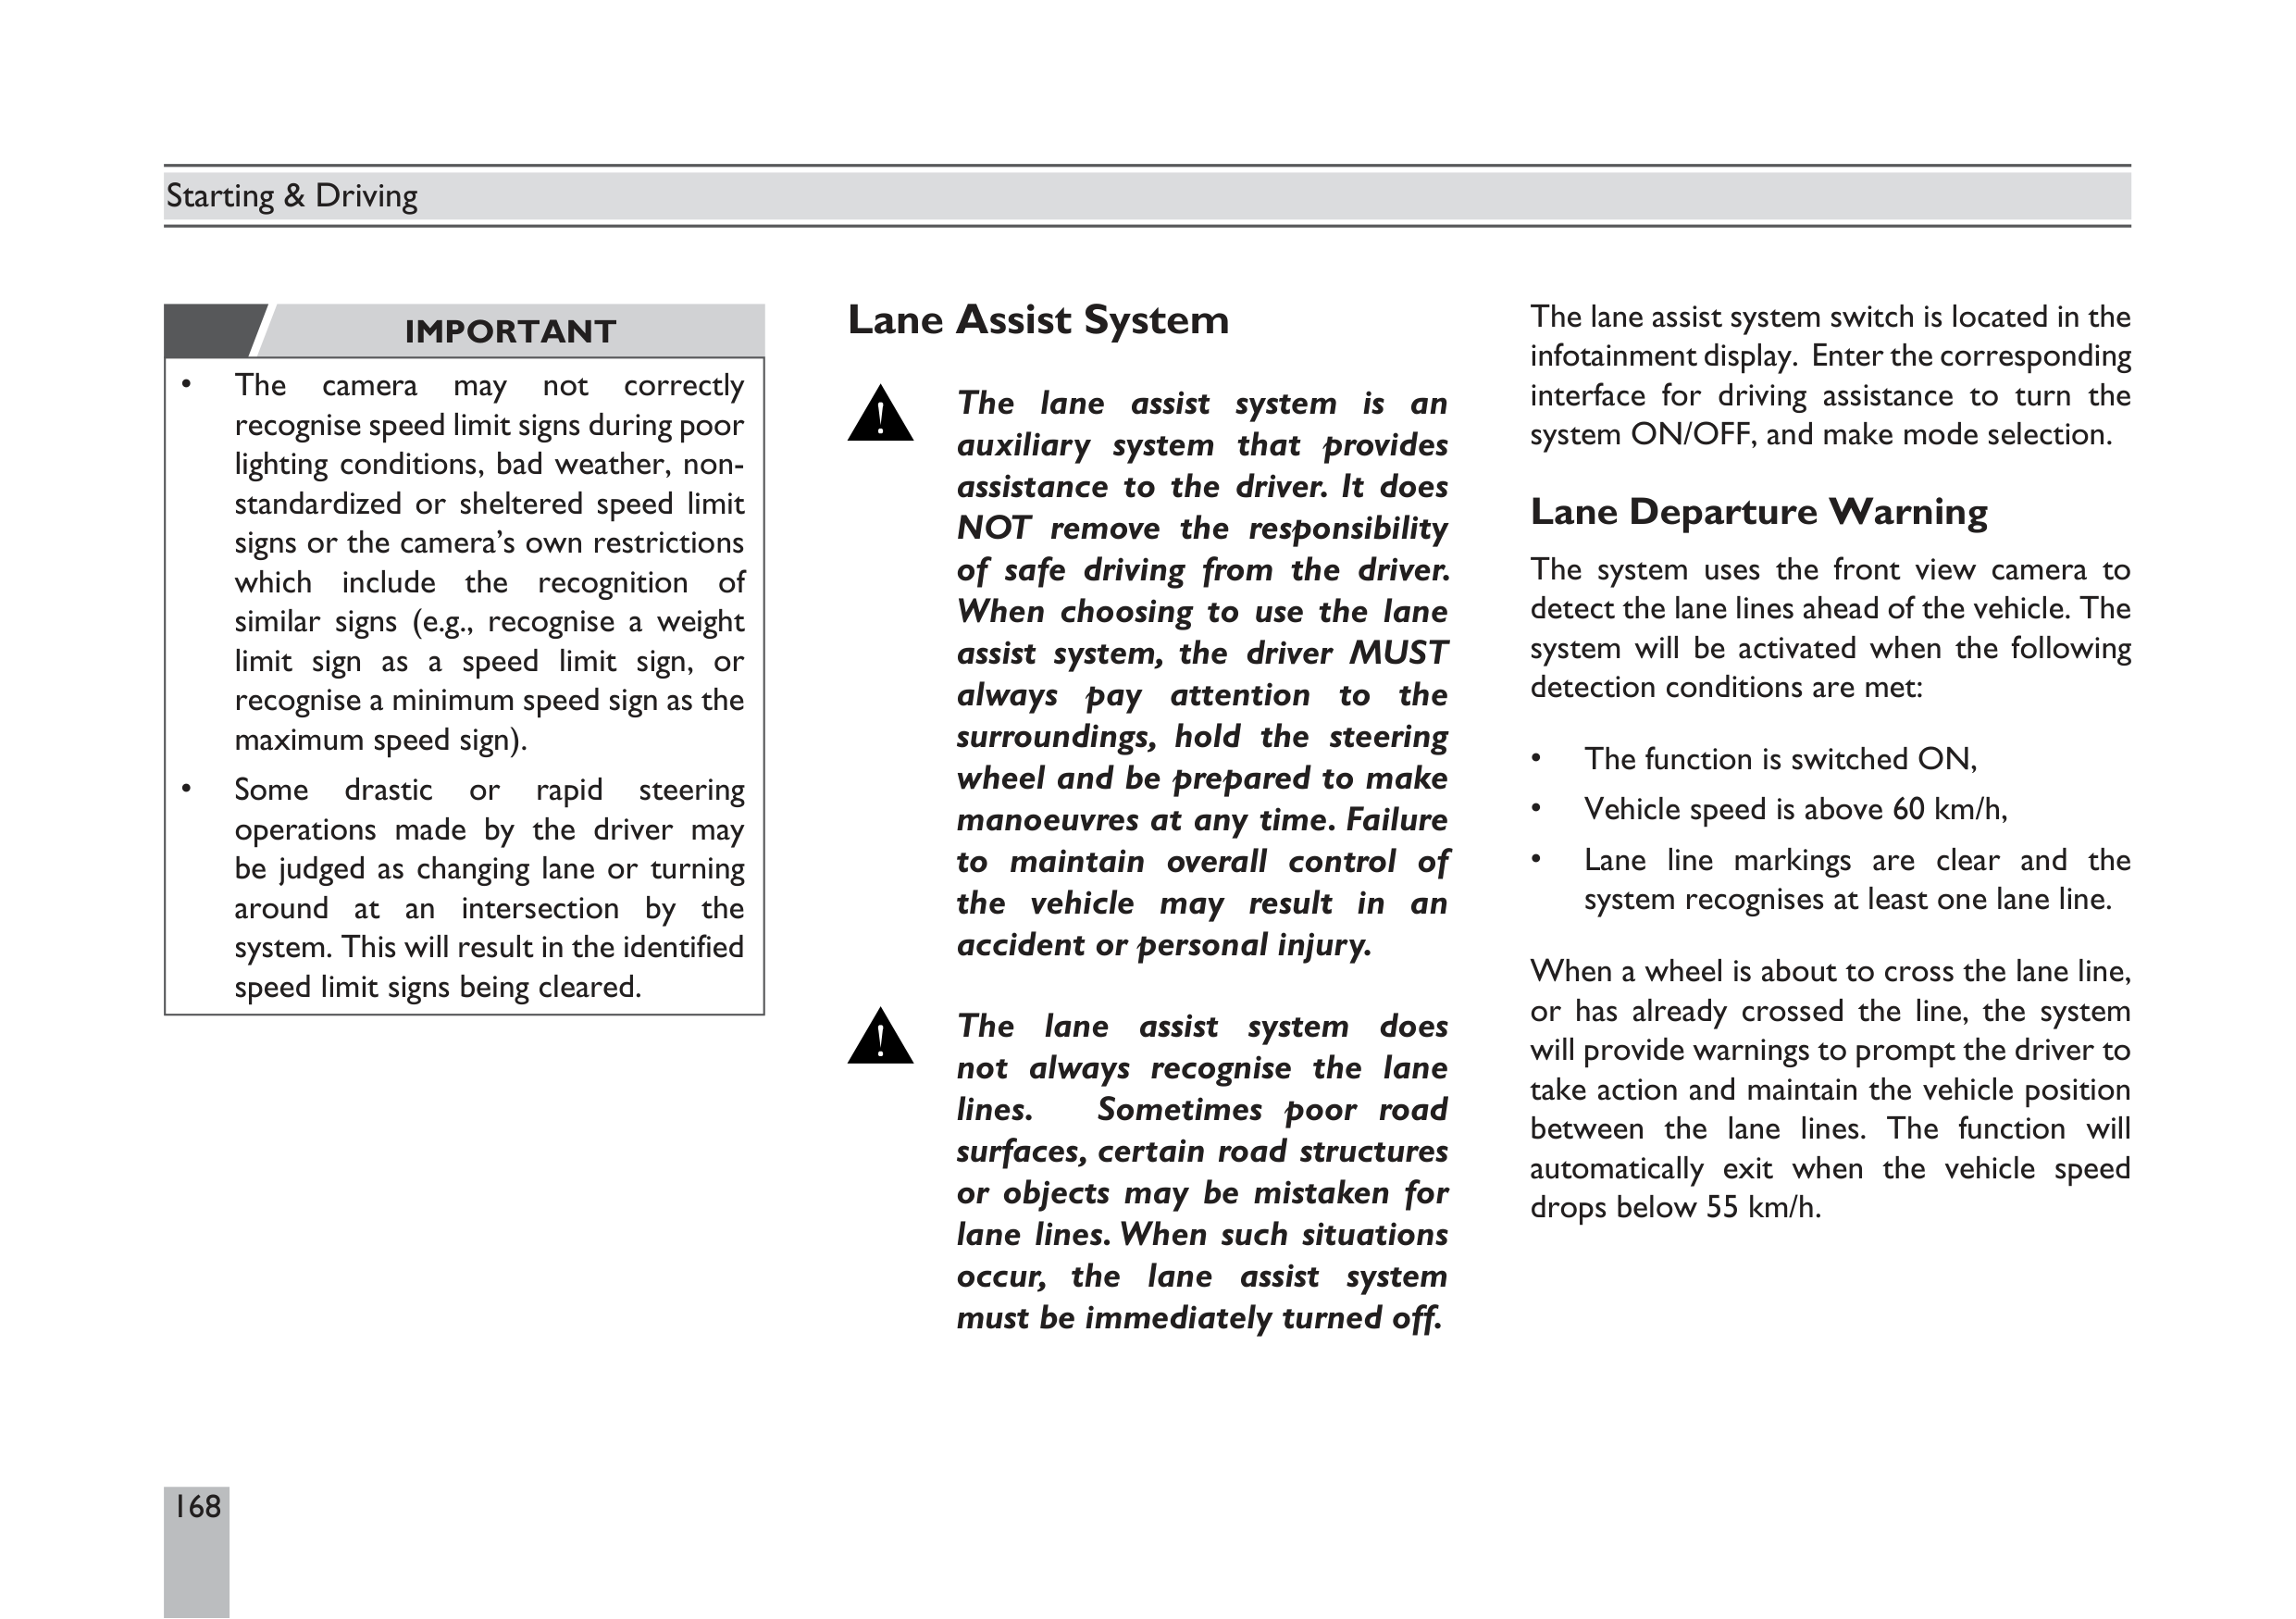 Starting & Driving
IMPORTANT
• The camera may not correctly
recognise speed limit signs during poor
lighting conditions, bad weather, non-
standardized or sheltered speed limit
signs or the camera’s own restrictions
which include the recognition of
similar signs (e.g., recognise a weight
limit sign as a speed limit sign, or
recognise a minimum speed sign as the
maximum speed sign).
• Some drastic or rapid steering
operations made by the driver may
be judged as changing lane or turning
around at an intersection by the
system. This will result in the identified
speed limit signs being cleared.
Lane Assist System
The lane assist system is an
auxiliary system that provides
assistance to the driver. It does
NOT remove the responsibility
of safe driving from the driver.
When choosing to use the lane
assist system, the driver MUST
always pay attention to the
surroundings, hold the steering
wheel and be prepared to make
manoeuvres at any time. Failure
to maintain overall control of
the vehicle may result in an
accident or personal injury.
The lane assist system does
not always recognise the lane
lines. Sometimes poor road
surfaces, certain road structures
or objects may be mistaken for
lane lines. When such situations
occur, the lane assist system
must be immediately turned off.
The lane assist system switch is located in the
infotainment display. Enter the corresponding
interface for driving assistance to turn the
system ON/OFF, and make mode selection.
Lane Departure Warning
The system uses the front view camera to
detect the lane lines ahead of the vehicle. The
system will be activated when the following
detection conditions are met:
• The function is switched ON,
• Vehicle speed is above 60 km/h,
• Lane line markings are clear and the
system recognises at least one lane line.
When a wheel is about to cross the lane line,
or has already crossed the line, the system
will provide warnings to prompt the driver to
take action and maintain the vehicle position
between the lane lines. The function will
automatically exit when the vehicle speed
drops below 55 km/h.
168